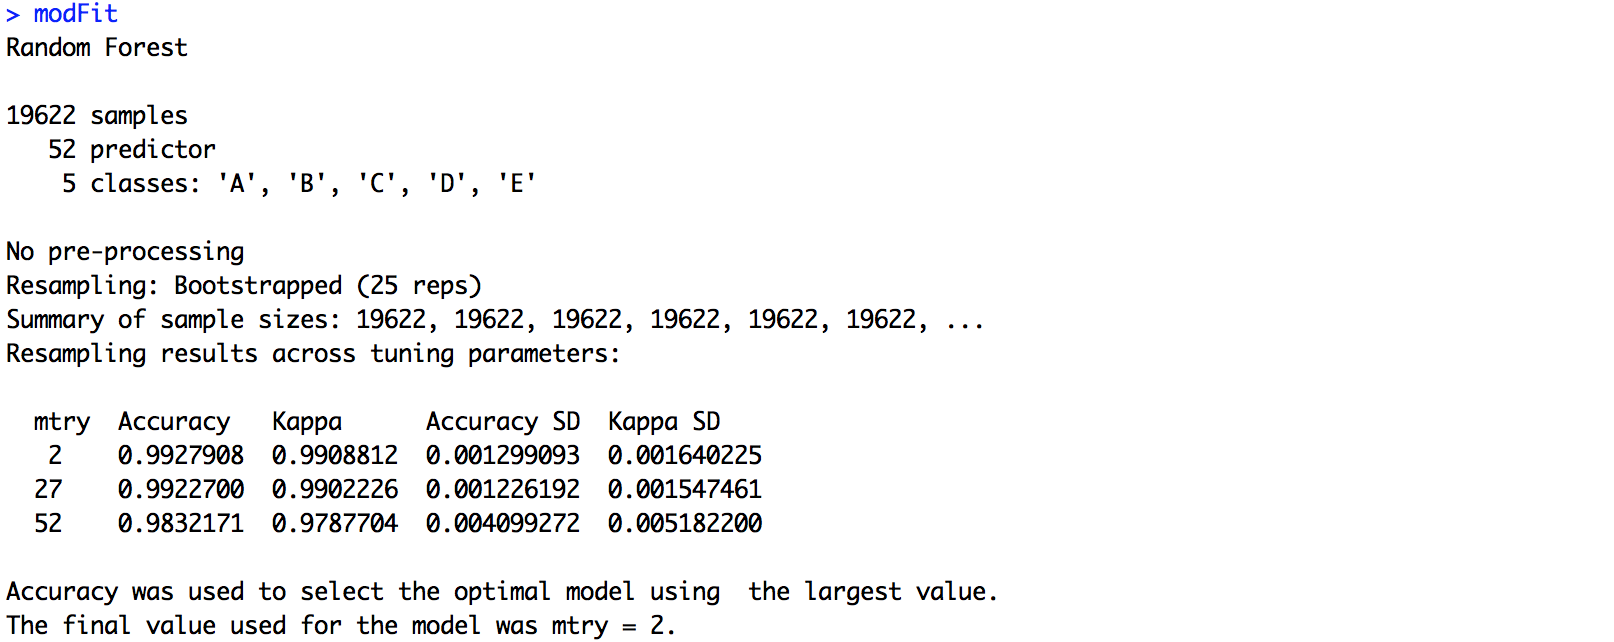 > modFit
Random Forest
19622 samples
   52 predictor
    5 classes: 'A', 'B', 'C', 'D', 'E'
No pre-processing
Resampling: Bootstrapped (25 reps)
Summary of sample sizes: 19622, 19622, 19622, 19622, 19622, 19622, ...
Resampling results across tuning parameters:
  mtry  Accuracy   Kappa      Accuracy SD  Kappa SD
   2    0.9927908  0.9908812  0.001299093  0.001640225
  27    0.9922700  0.9902226  0.001226192  0.001547461
  52    0.9832171  0.9787704  0.004099272  0.005182200
Accuracy was used to select the optimal model using  the largest value.
The final value used for the model was mtry = 2.